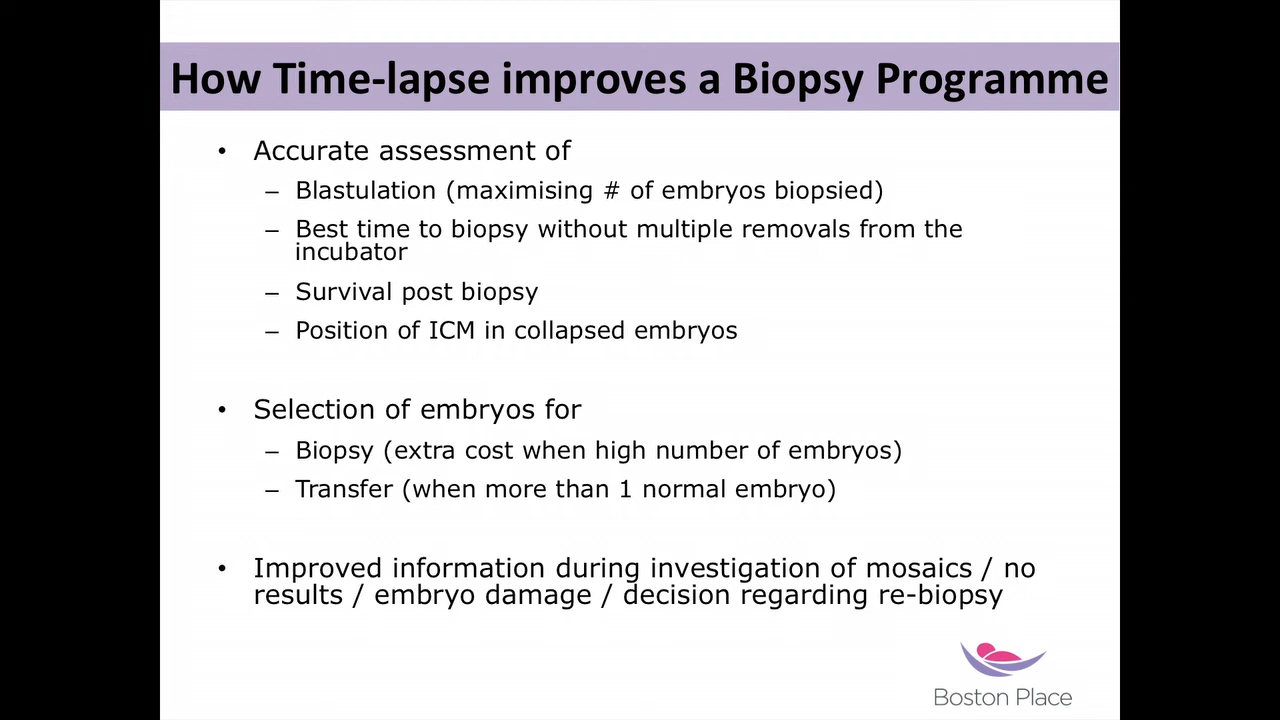 How Time-lapse improves a Biopsy Programme
• Accurate assessment of
– Blastulation (maximising # of embryos biopsied)
– Best time to biopsy without multiple removals from the
incubator
– Survival post biopsy
– Position of ICM in collapsed embryos
• Selection of embryos for
– Biopsy (extra cost when high number of embryos)
– Transfer (when more than 1 normal embryo)
• Improved information during investigation of mosaics / no
results / embryo damage / decision regarding re-biopsy
Boston Place